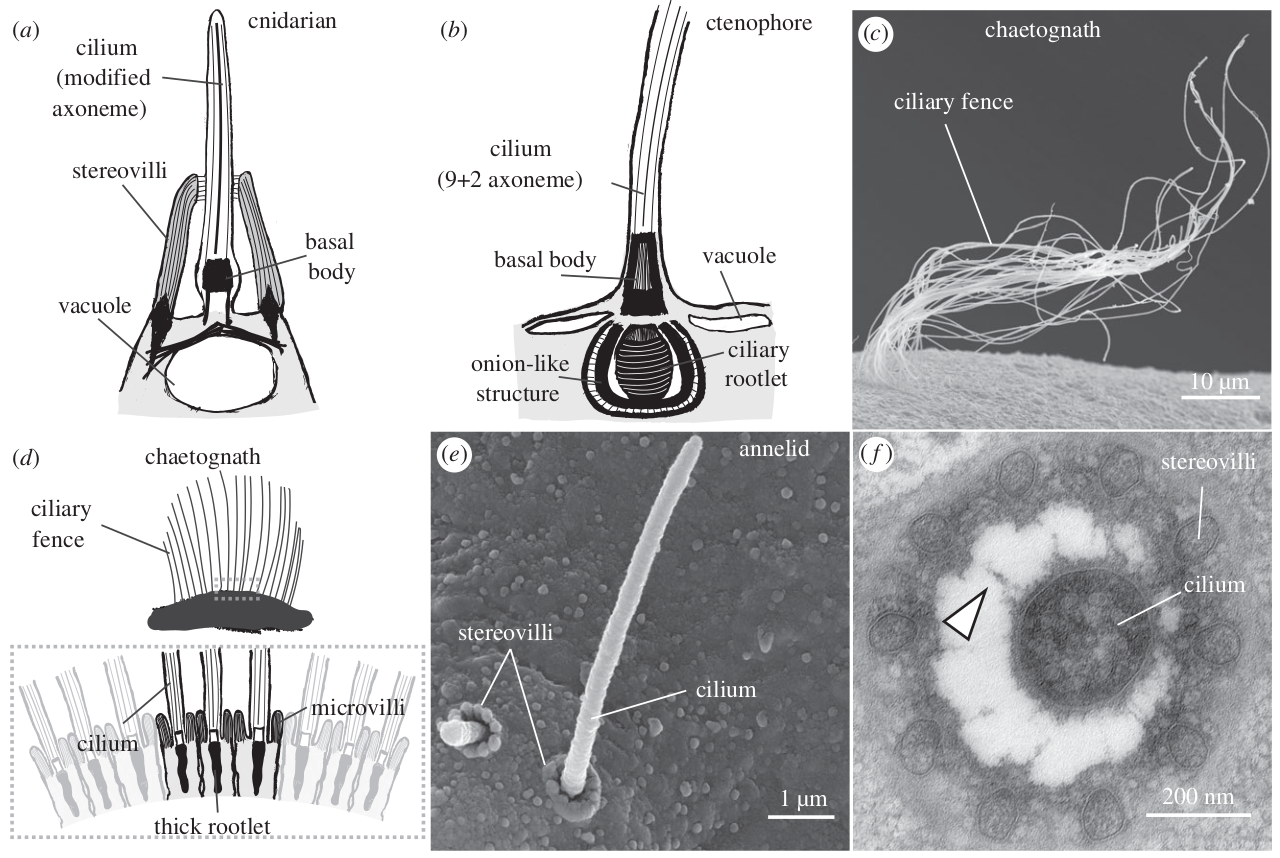 (a)
cnidarian
cilium
(modified
axoneme)
stereovilli
basal
body
vacuole
(b)
ctenophore
cilium
(9+2 axoneme)
basal body
vacuole
onion-like
structure
ciliary
rootlet
(c)
chaetognath
ciliary fence
10 µm
(d)
chaetognath
ciliary
fence
microvilli
cilium
thick rootlet
(e)
annelid
stereovilli
cilium
1 µm
(f)
stereovilli
cilium
200 nm